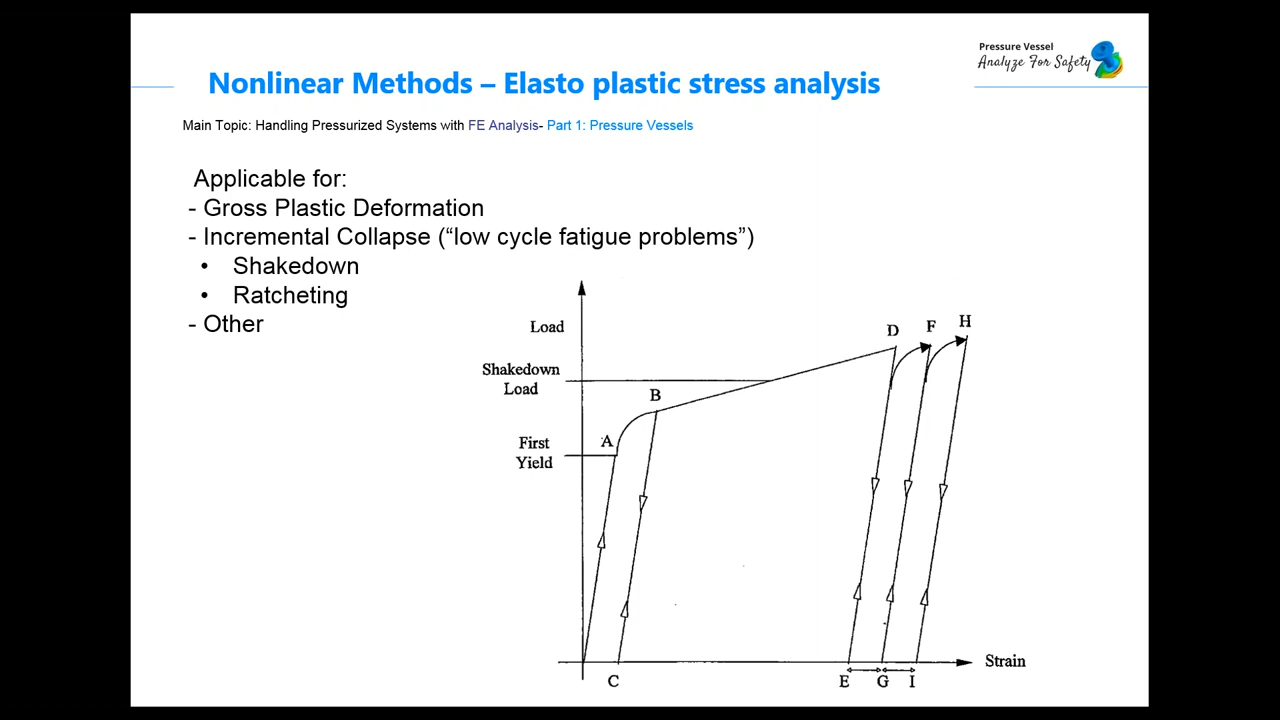 Pressure Vessel
Analyze For Safety
Nonlinear Methods – Elasto plastic stress analysis
Main Topic: Handling Pressurized Systems with FE Analysis- Part 1: Pressure Vessels
Applicable for:
- Gross Plastic Deformation
- Incremental Collapse (“low cycle fatigue problems”)
• Shakedown
• Ratcheting
- Other
Load
Shakedown
Load
First
Yield
A
B
D
F
H
Strain
C
E
G
I